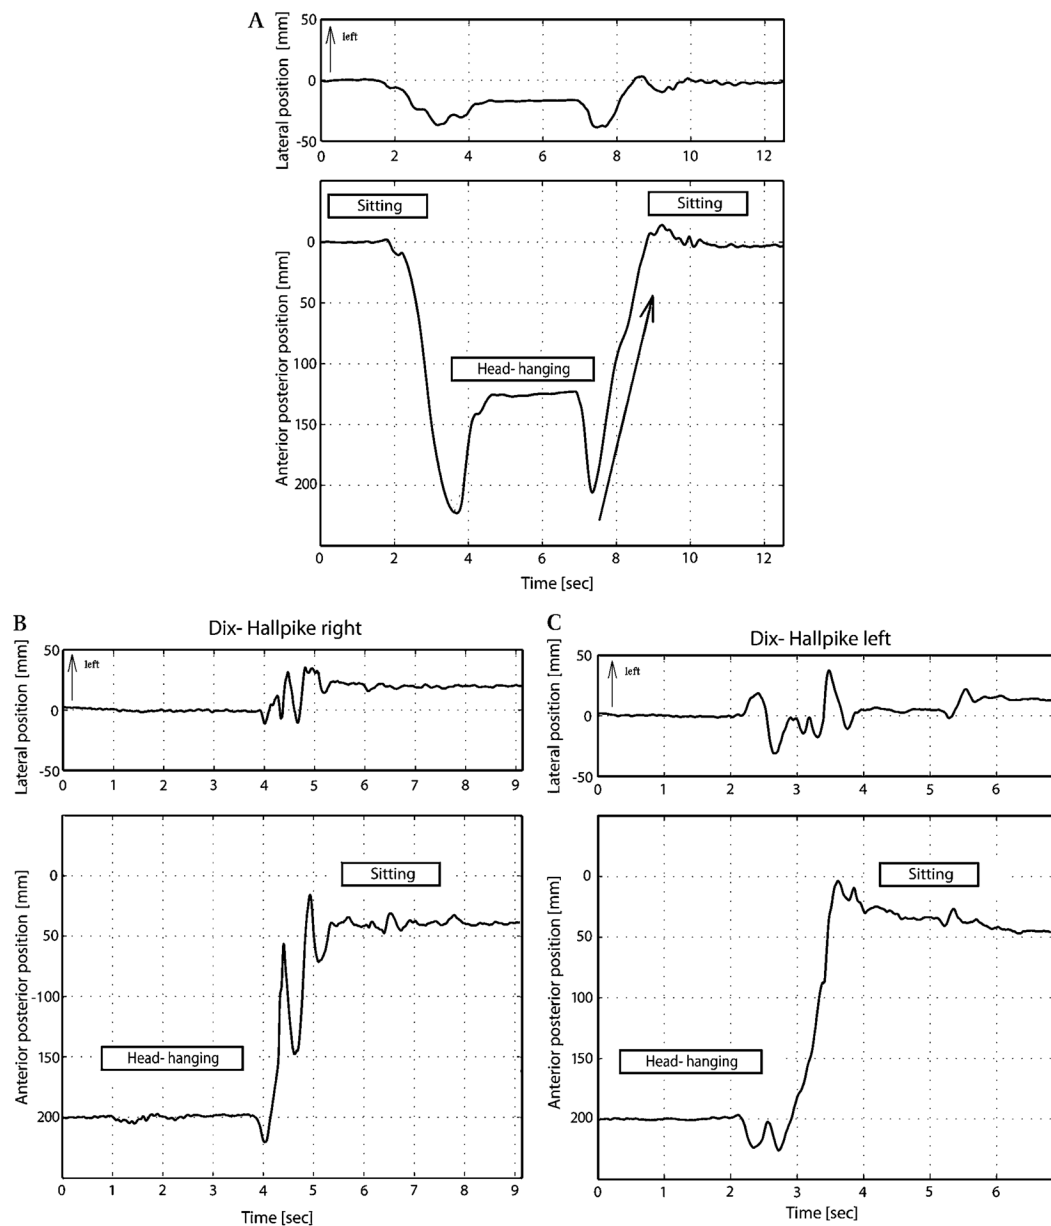 A
Lateral position [mm]
50
0
-50
left
0 2 4 6 8 10 12
Anterior posterior position [mm]
Sitting
Sitting
0
50
Head- hanging
100
150
200
0 2 4 6 8 10 12
Time [sec]
B
Dix- Hallpike right
Lateral position [mm]
50
0
-50
left
0 1 2 3 4 5 6 7 8 9
Anterior posterior position [mm]
0
Sitting
50
-100
150
Head- hanging
200
0 1 2 3 4 5 6 7 8 9
Time [sec]
C
Dix- Hallpike left
Lateral position [mm]
50
0
-50
left
0 1 2 3 4 5 6
Anterior posterior position [mm]
0
Sitting
50
100
150
Head- hanging
200
0 1 2 3 4 5 6
Time [sec]